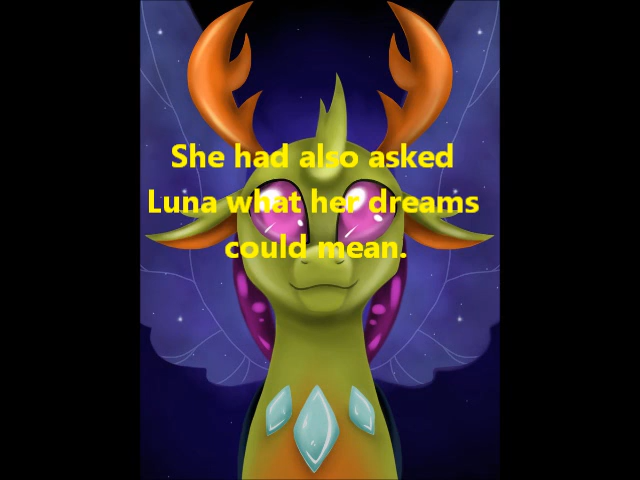 She had also asked
Luna what her dreams
could mean.